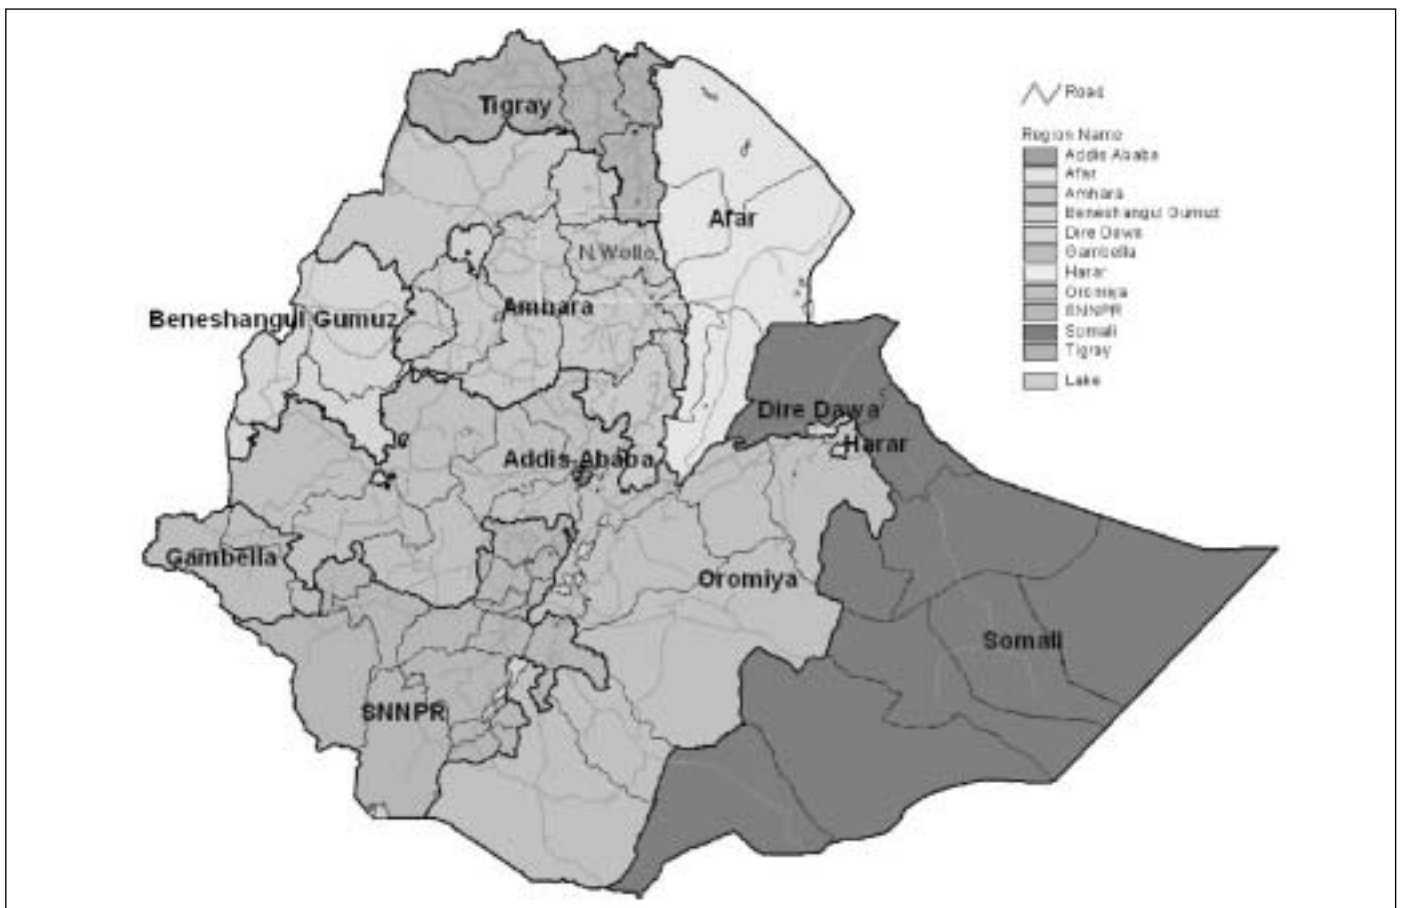 Tigray
Afar
N.Wollo
Amhara
Beneshangul Gumuz
Dire Dawa
Harar
Addis Ababa
Gambella
Oromiya
Somali
SNNPR
Road
Region Name
Addis Ababa
Afar
Amhara
Beneshangul Gumuz
Dire Dawa
Gambella
Harar
Oromiya
SNNPR
Somali
Tigray
Lake